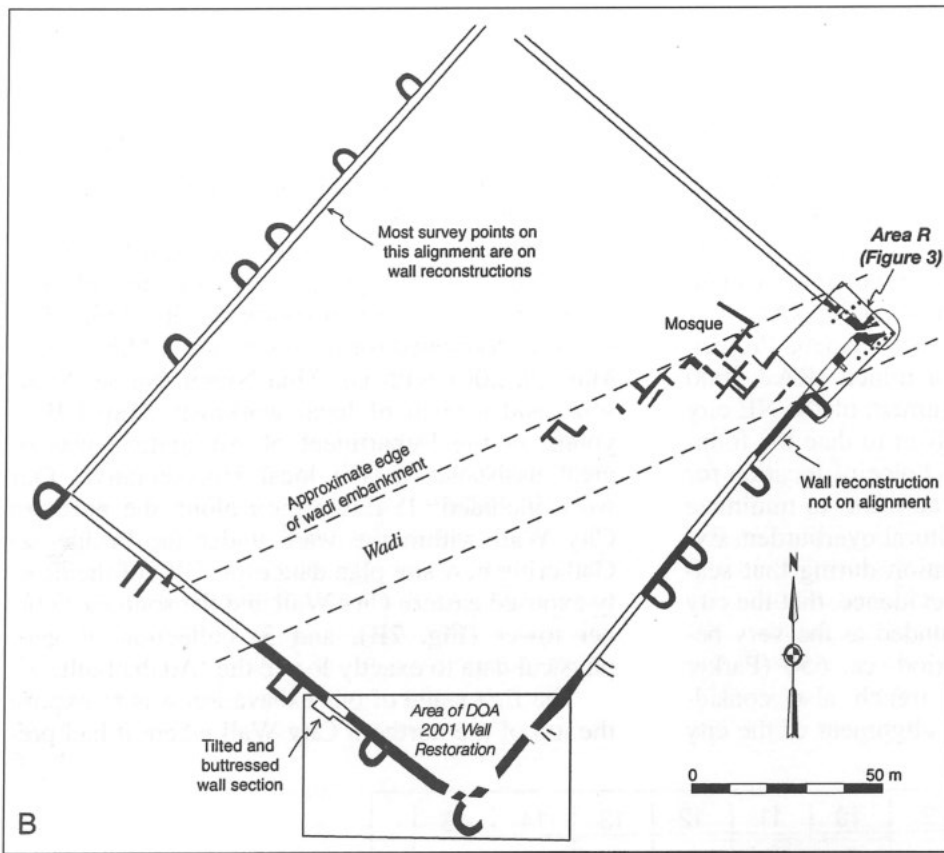 Most survey points on
this alignment are on
wall reconstructions
Area R
(Figure 3)
Mosque
Approximate edge
of wadi embankment
Wadi
Wall reconstruction
not on alignment
N
Area of DOA
2001 Wall
Restoration
Tilted and
buttressed
wall section
0 50 m
B